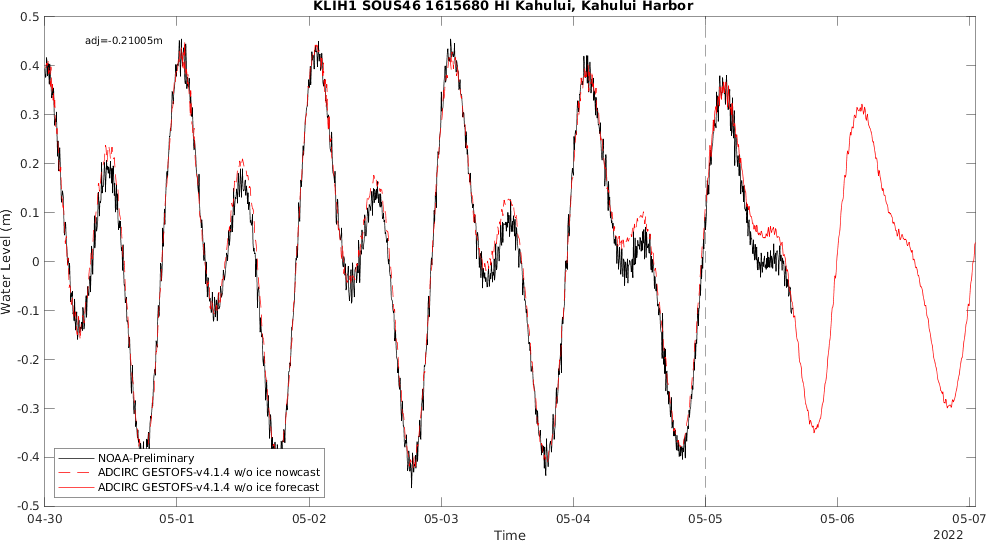 KLIH1 SOUS46 1615680 HI Kahului, Kahului Harbor
adj=-0.21005m
0.5
0.4
0.3
0.2
0.1
0
-0.1
-0.2
-0.3
-0.4
-0.5
Water Level (m)
NOAA-Preliminary
ADCIRC GESTOFS-v4.1.4 w/o ice nowcast
ADCIRC GESTOFS-v4.1.4 w/o ice forecast
04-30 05-01 05-02 05-03 05-04 05-05 05-06 05-07
Time
2022